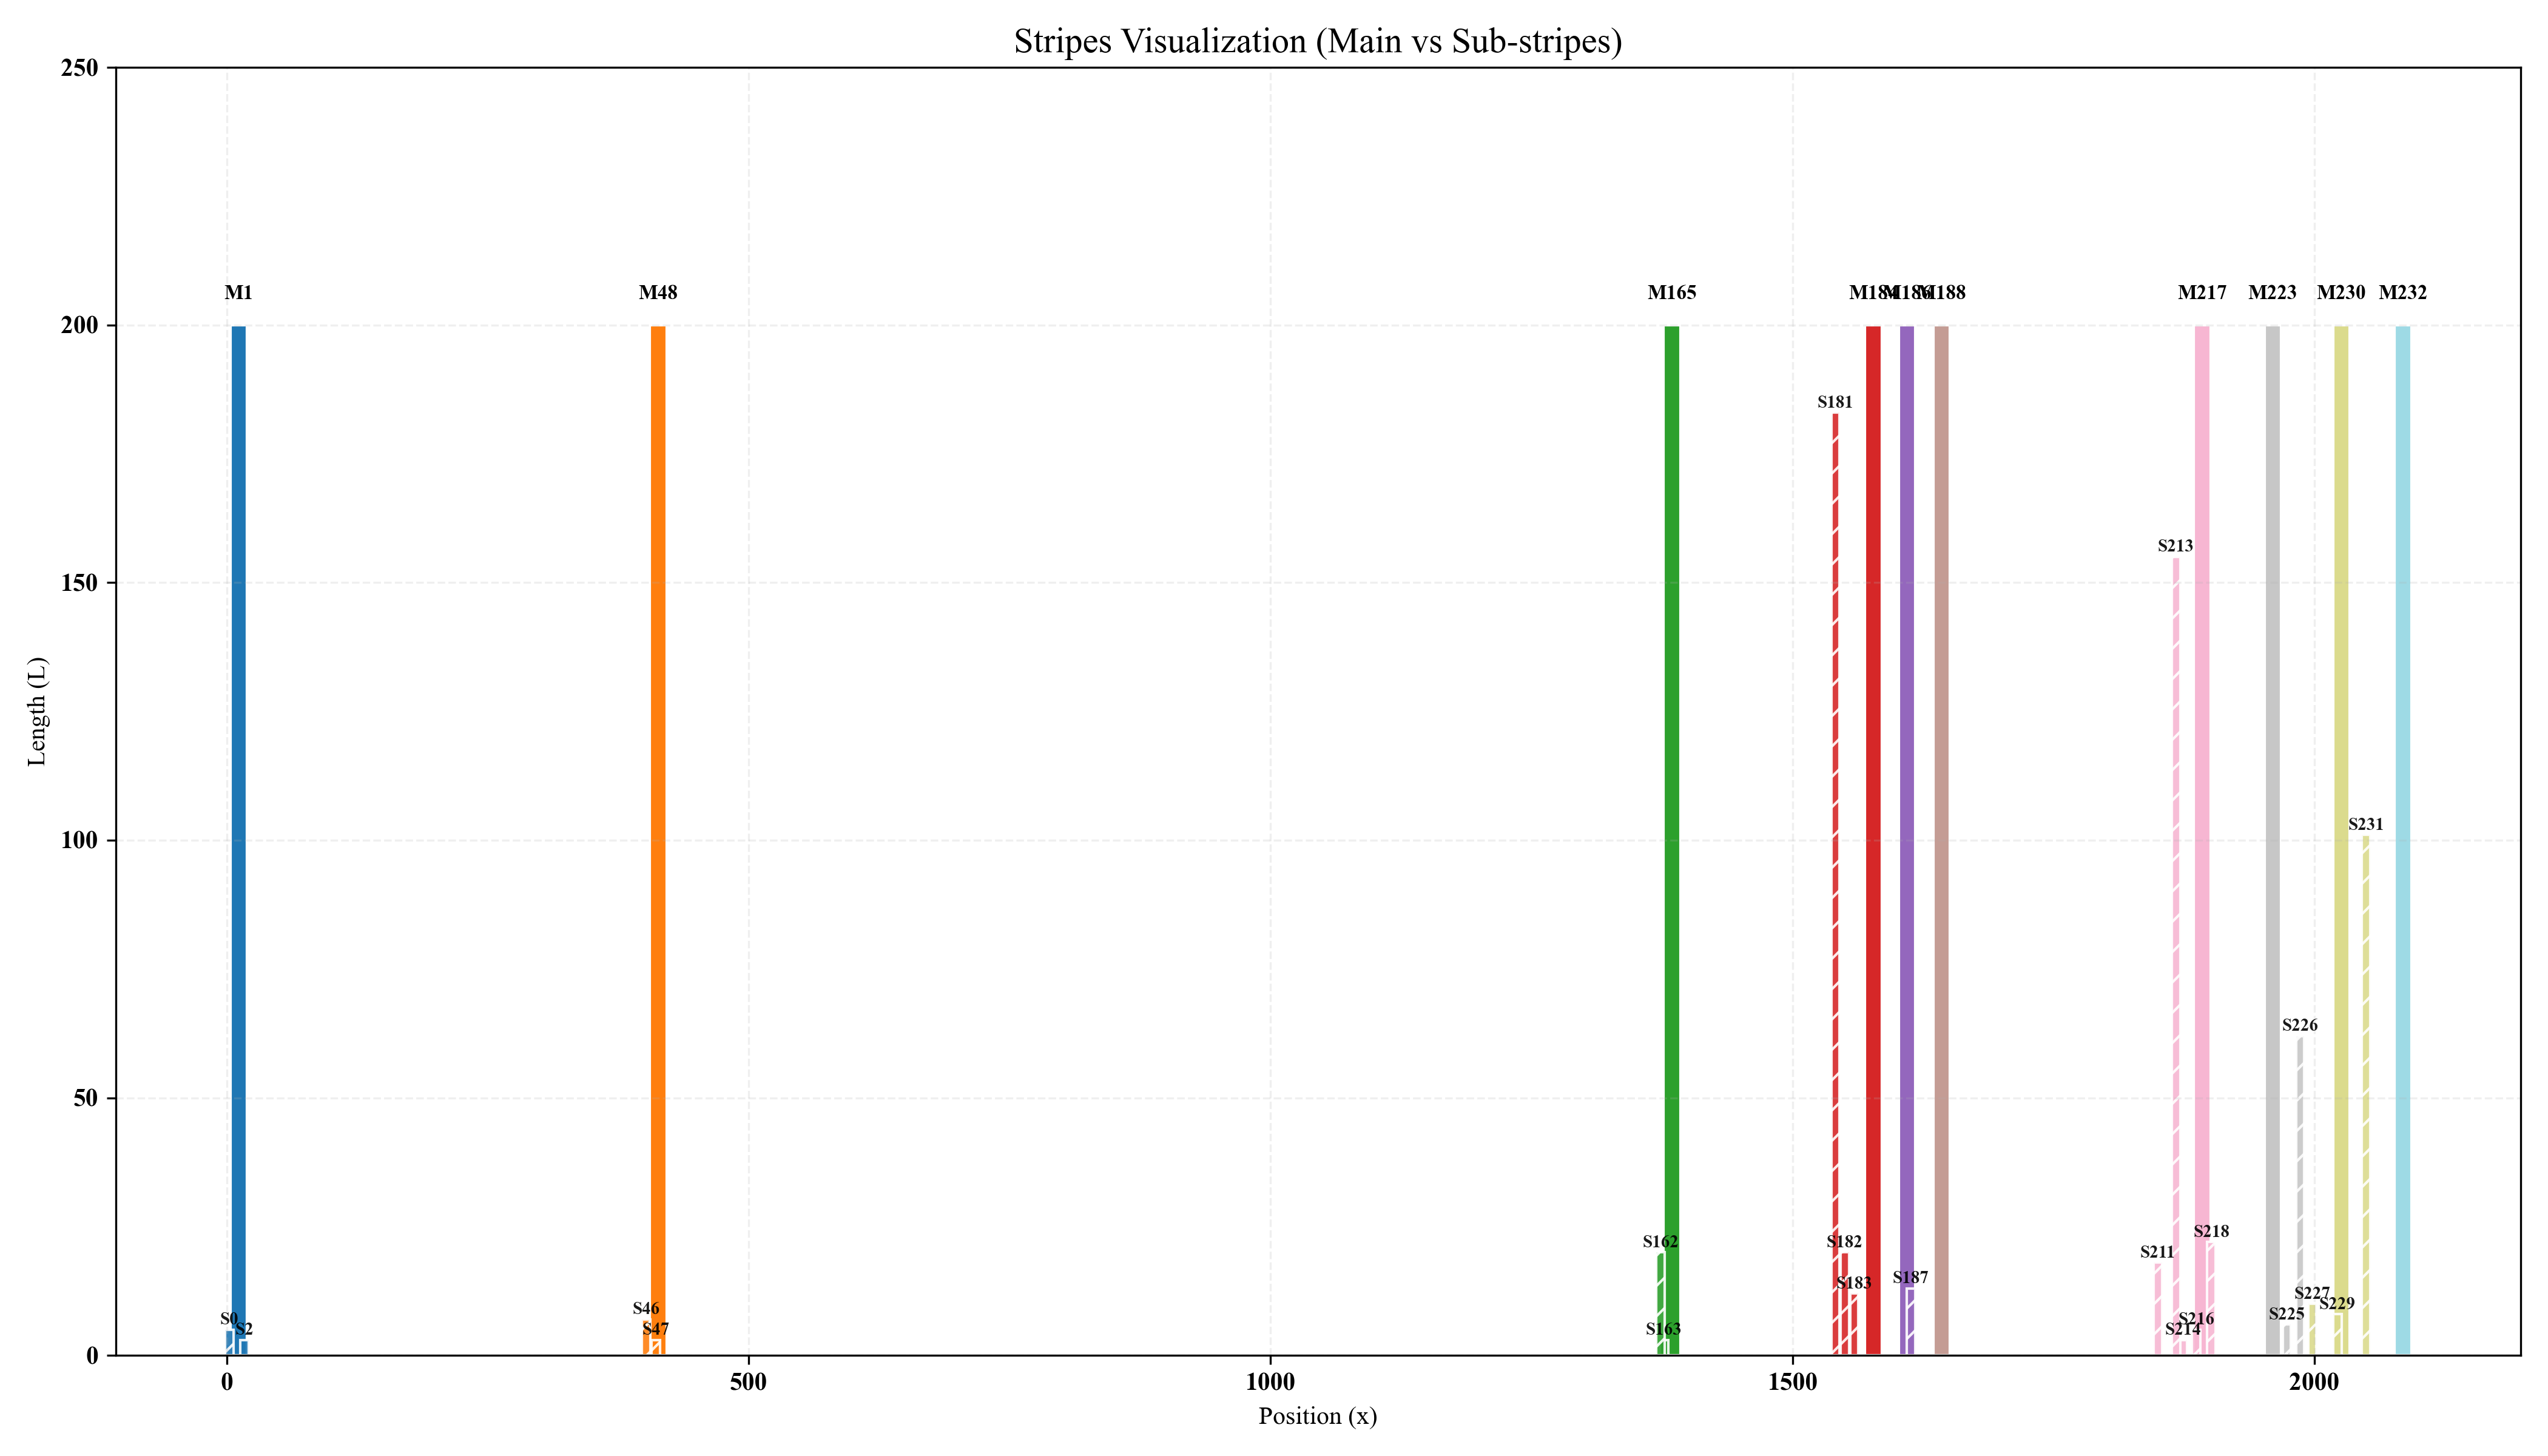 Stripes Visualization (Main vs Sub-stripes)
250
M1 M48 M165 M184 M186 M188 M217 M223 M230 M232
200
S181
S213
150
Length (L)
S231
100
S226
50
S218
S162 S182
S211
S187
S183
S227
S229
S46
S225
S0
S216
S2 S47 S163 S214
0
0 500 1000 1500 2000
Position (x)